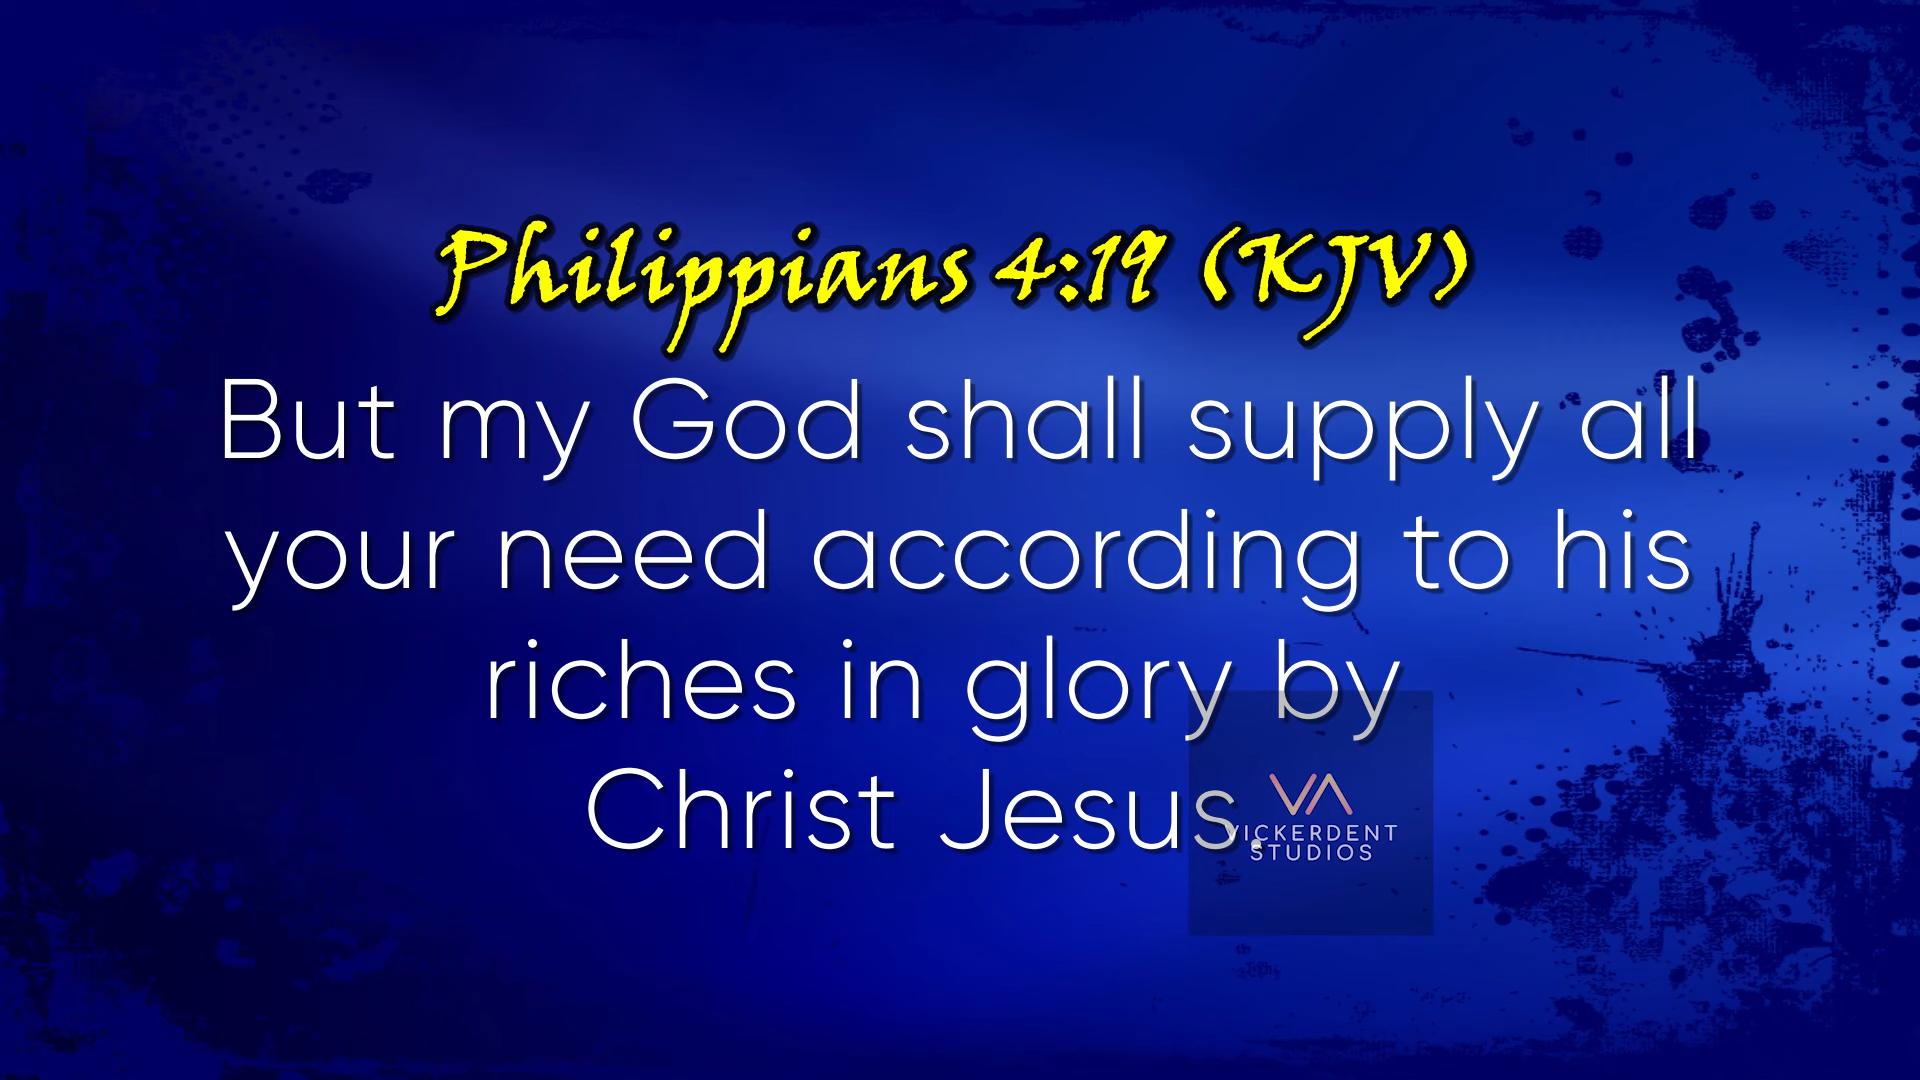 Philippians 4:19 (KJV)
But my God shall supply all
your need according to his
riches in glory by
Christ Jesus.
VICKERDENT
STUDIOS